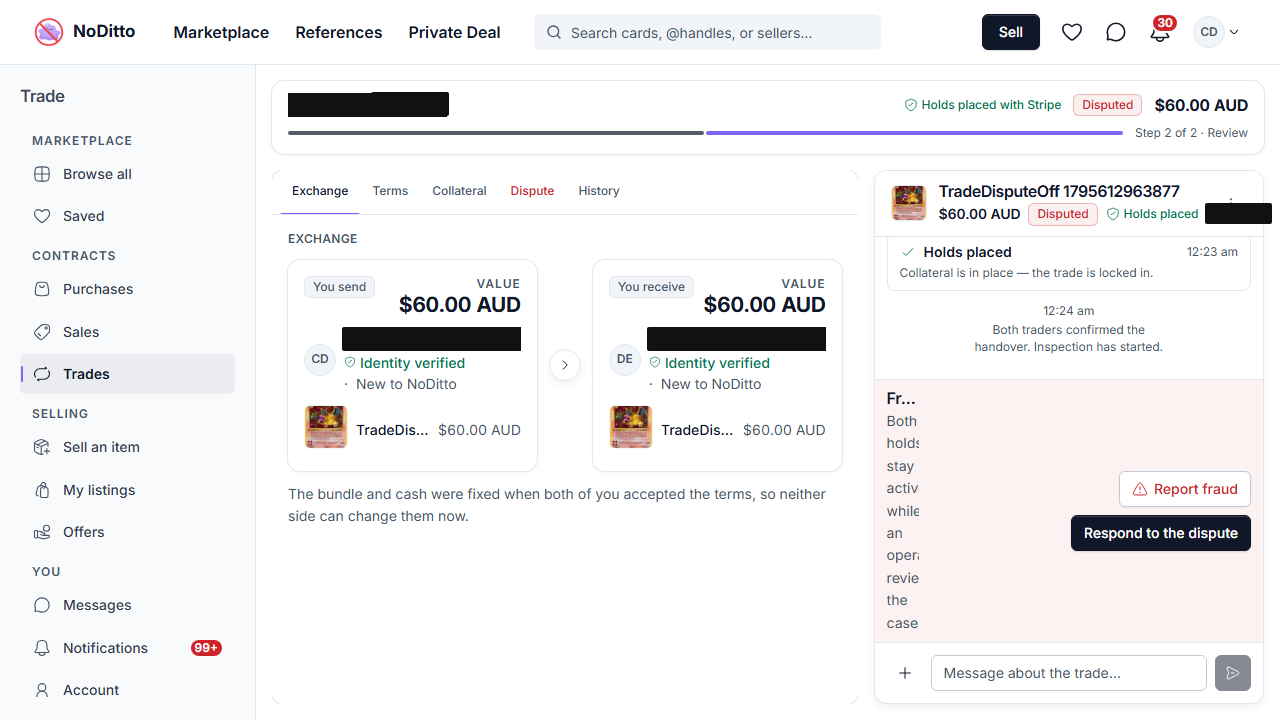 NoDitto
Marketplace
References
Private Deal
Search cards, @handles, or sellers...
Sell
30
CD
Trade
MARKETPLACE
Browse all
Saved
CONTRACTS
Purchases
Sales
Trades
SELLING
Sell an item
My listings
Offers
YOU
Messages
Notifications
99+
Account
Holds placed with Stripe
Disputed
$60.00 AUD
Step 2 of 2 · Review
Exchange
Terms
Collateral
Dispute
History
EXCHANGE
You send
VALUE
$60.00 AUD
CD
Identity verified
· New to NoDitto
TradeDis...
$60.00 AUD
You receive
VALUE
$60.00 AUD
DE
Identity verified
· New to NoDitto
TradeDis...
$60.00 AUD
The bundle and cash were fixed when both of you accepted the terms, so neither
side can change them now.
TradeDisputeOff 1795612963877
$60.00 AUD
Disputed
Holds placed
Holds placed
12:23 am
Collateral is in place — the trade is locked in.
12:24 am
Both traders confirmed the
handover. Inspection has started.
Fr...
Both
holds
stay
activ
while
an
opera
revie
the
case
Report fraud
Respond to the dispute
Message about the trade...